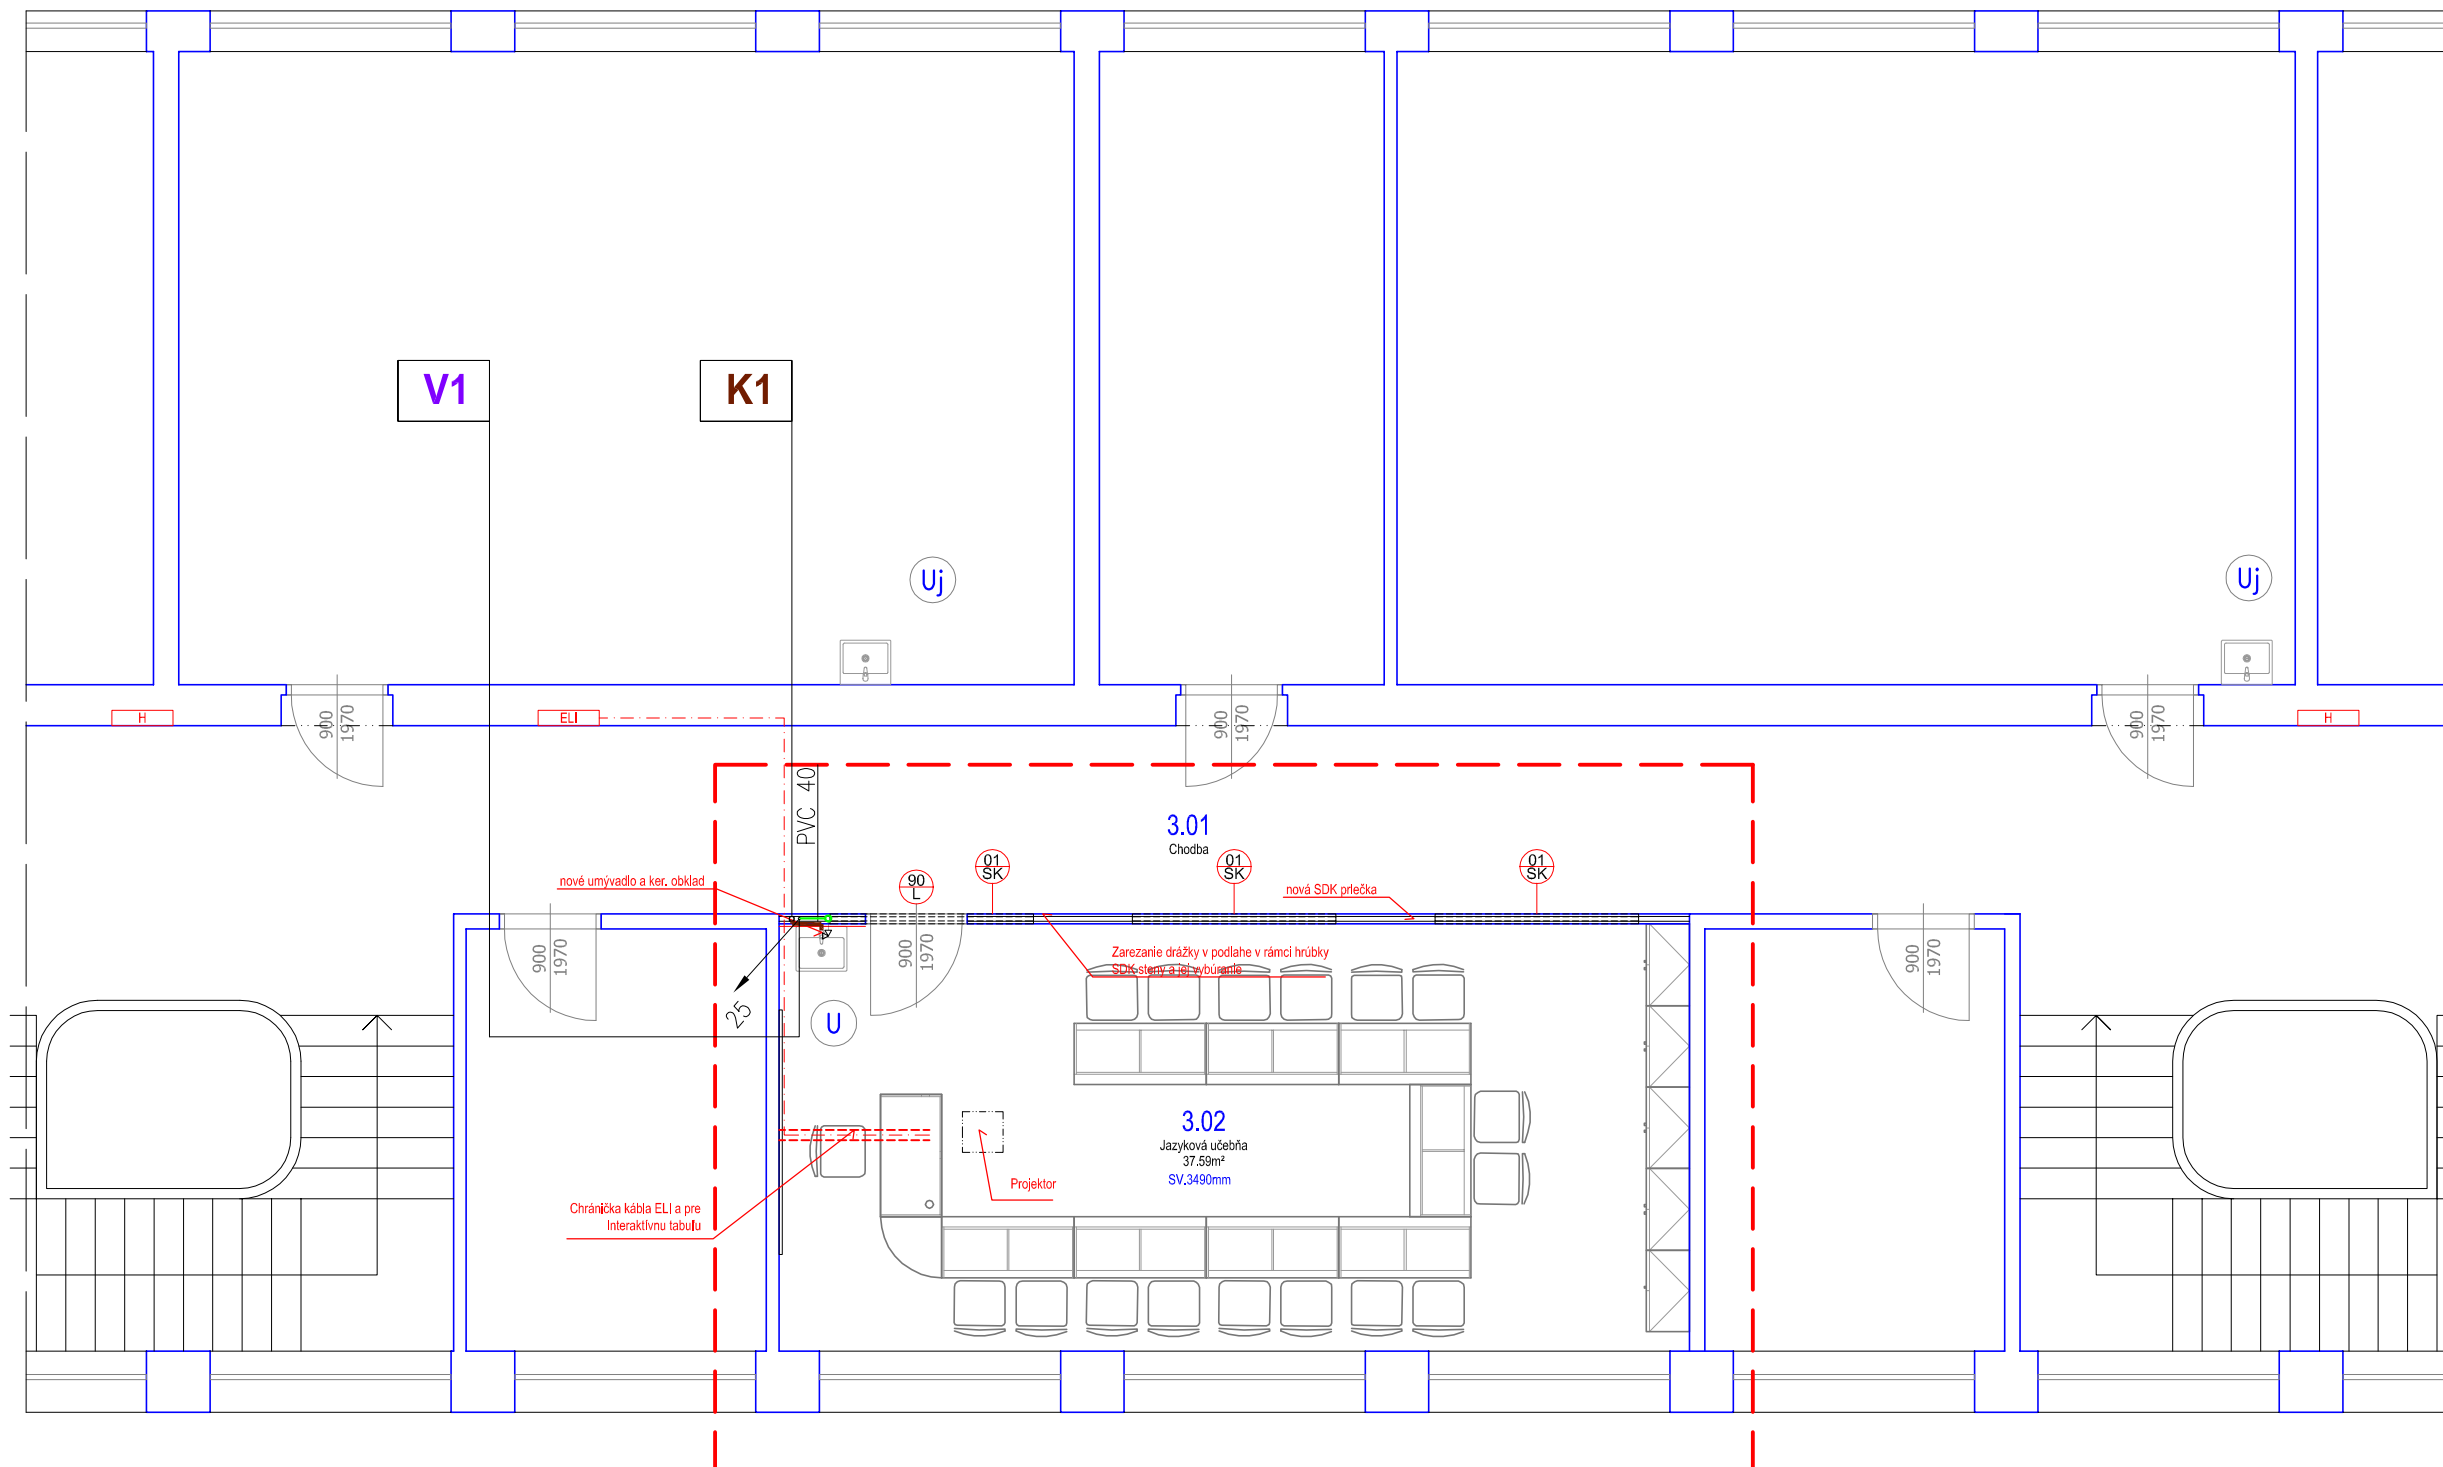 V1
K1
Uj
Uj
H
ELI
H
900
1970
900
1970
900
1970
PVC 40
3.01
Chodba
01
SK
01
SK
01
SK
90
L
nové umývadlo a ker. obklad
nová SDK priečka
900
1970
900
1970
900
1970
Zarezanie drážky v podlahe v rámci hrúbky
SDK steny a jej vybúranie
25
U
3.02
Jazyková učebňa
37.59m²
SV.3490mm
Projektor
Chránička kábla ELI a pre
Interaktívnu tabuľu